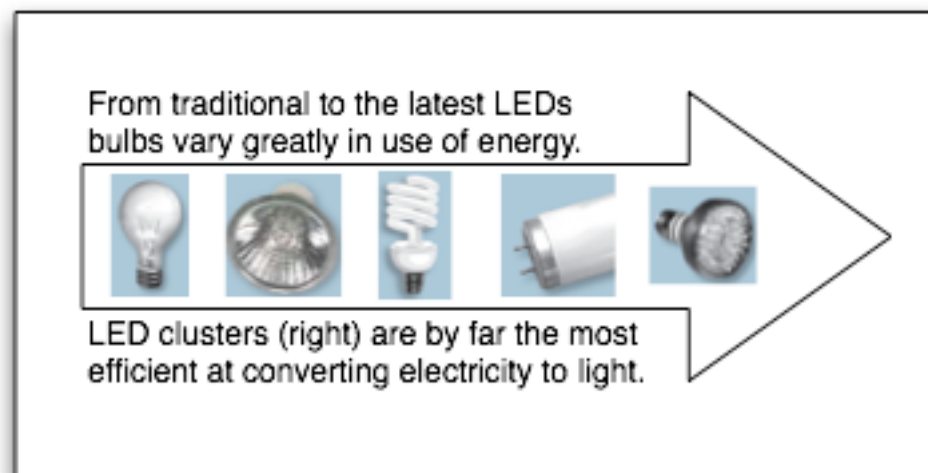 From traditional to the latest LEDs
bulbs vary greatly in use of energy.
LED clusters (right) are by far the most
efficient at converting electricity to light.